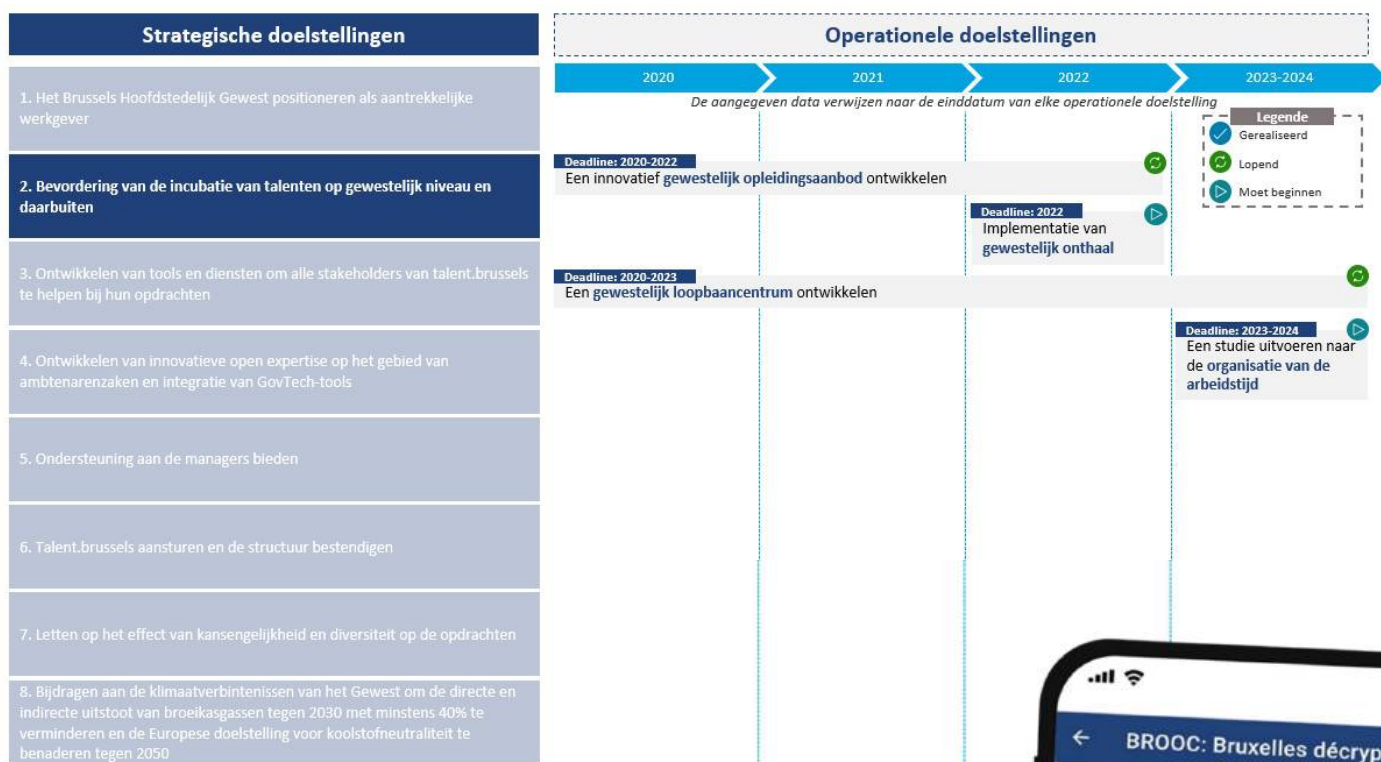 Strategische doelstellingen
Operationele doelstellingen
2020
2021
2022
2023-2024
De aangegeven data verwijzen naar de einddatum van elke operationele doelstelling
Legende
Gerealiseerd
Lopend
Moet beginnen
1. Het Brussels Hoofdstedelijk Gewest positioneren als aantrekkelijke
werkgever
2. Bevordering van de incubatie van talenten op gewestelijk niveau en
daarbuiten
Deadline: 2020-2022
Een innovatief gewestelijk opleidingsaanbod ontwikkelen
Deadline: 2022
Implementatie van
gewestelijk onthaal
3. Ontwikkelen van tools en diensten om alle stakeholders van talent.brussels
te helpen bij hun opdrachten
Deadline: 2020-2023
Een gewestelijk loopbaancentrum ontwikkelen
Deadline: 2023-2024
Een studie uitvoeren naar
de organisatie van de
arbeidstijd
4. Ontwikkelen van innovatieve open expertise op het gebied van
ambtenarenzaken en integratie van GovTech-tools
5. Ondersteuning aan de managers bieden
6. Talent.brussels aansturen en de structuur bestendigen
7. Letten op het effect van kansengelijkheid en diversiteit op de opdrachten
8. Bijdragen aan de klimaatverbintenissen van het Gewest om de directe en
indirecte uitstoot van broeikasgassen tegen 2030 met minstens 40% te
verminderen en de Europese doelstelling voor koolstofneutraliteit te
benaderen tegen 2050
BROOC: Bruxelles décryp